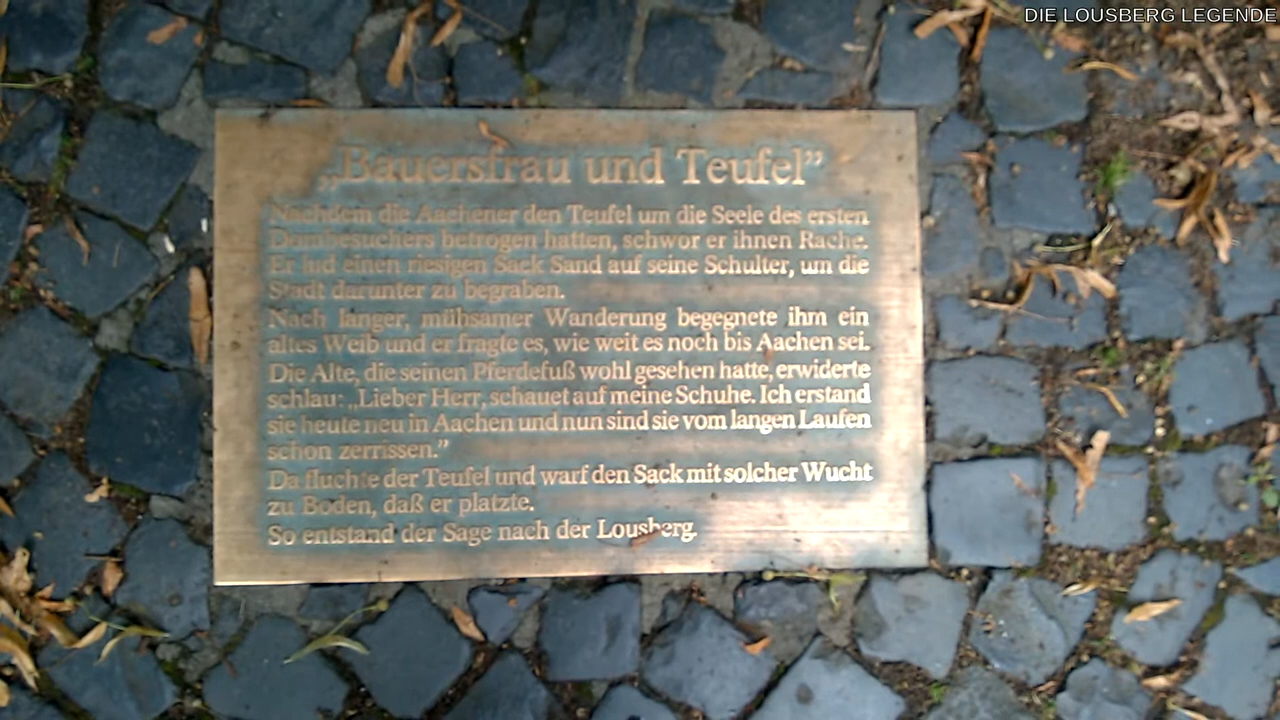 DIE LOUSBERG LEGENDE
„Bauersfrau und Teufel”
Nachdem die Aachener den Teufel um die Seele des ersten
Dombesuchers betrogen hatten, schwor er ihnen Rache.
Er lud einen riesigen Sack Sand auf seine Schulter, um die
Stadt darunter zu begraben.
Nach langer, mühsamer Wanderung begegnete ihm ein
altes Weib und er fragte es, wie weit es noch bis Aachen sei.
Die Alte, die seinen Pferdefuß wohl gesehen hatte, erwiderte
schlau: „Lieber Herr, schauet auf meine Schuhe. Ich erstand
sie heute neu in Aachen und nun sind sie vom langen Laufen
schon zerrissen.”
Da fluchte der Teufel und warf den Sack mit solcher Wucht
zu Boden, daß er platzte.
So entstand der Sage nach der Lousberg.